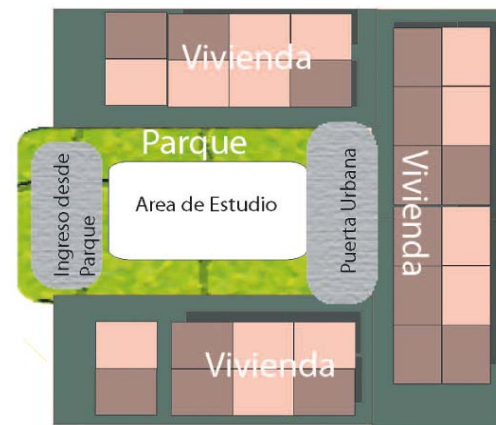 Vivienda
Parque
Ingreso desde
Parque
Area de Estudio
Puerta Urbana
Vivienda
Vivienda